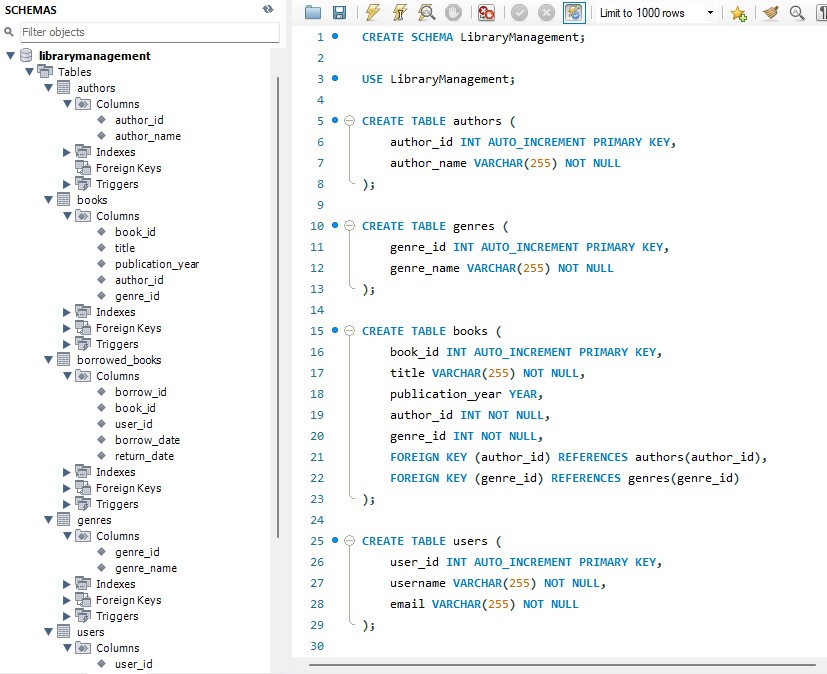 SCHEMAS
Filter objects
librarymanagement
Tables
authors
Columns
author_id
author_name
Indexes
Foreign Keys
Triggers
books
Columns
book_id
title
publication_year
author_id
genre_id
Indexes
Foreign Keys
Triggers
borrowed_books
Columns
borrow_id
book_id
user_id
borrow_date
return_date
Indexes
Foreign Keys
Triggers
genres
Columns
genre_id
genre_name
Indexes
Foreign Keys
Triggers
users
Columns
user_id
Limit to 1000 rows
1 CREATE SCHEMA LibraryManagement;
2
3 USE LibraryManagement;
4
5 CREATE TABLE authors (
6 author_id INT AUTO_INCREMENT PRIMARY KEY,
7 author_name VARCHAR(255) NOT NULL
8 );
9
10 CREATE TABLE genres (
11 genre_id INT AUTO_INCREMENT PRIMARY KEY,
12 genre_name VARCHAR(255) NOT NULL
13 );
14
15 CREATE TABLE books (
16 book_id INT AUTO_INCREMENT PRIMARY KEY,
17 title VARCHAR(255) NOT NULL,
18 publication_year YEAR,
19 author_id INT NOT NULL,
20 genre_id INT NOT NULL,
21 FOREIGN KEY (author_id) REFERENCES authors(author_id),
22 FOREIGN KEY (genre_id) REFERENCES genres(genre_id)
23 );
24
25 CREATE TABLE users (
26 user_id INT AUTO_INCREMENT PRIMARY KEY,
27 username VARCHAR(255) NOT NULL,
28 email VARCHAR(255) NOT NULL
29 );
30